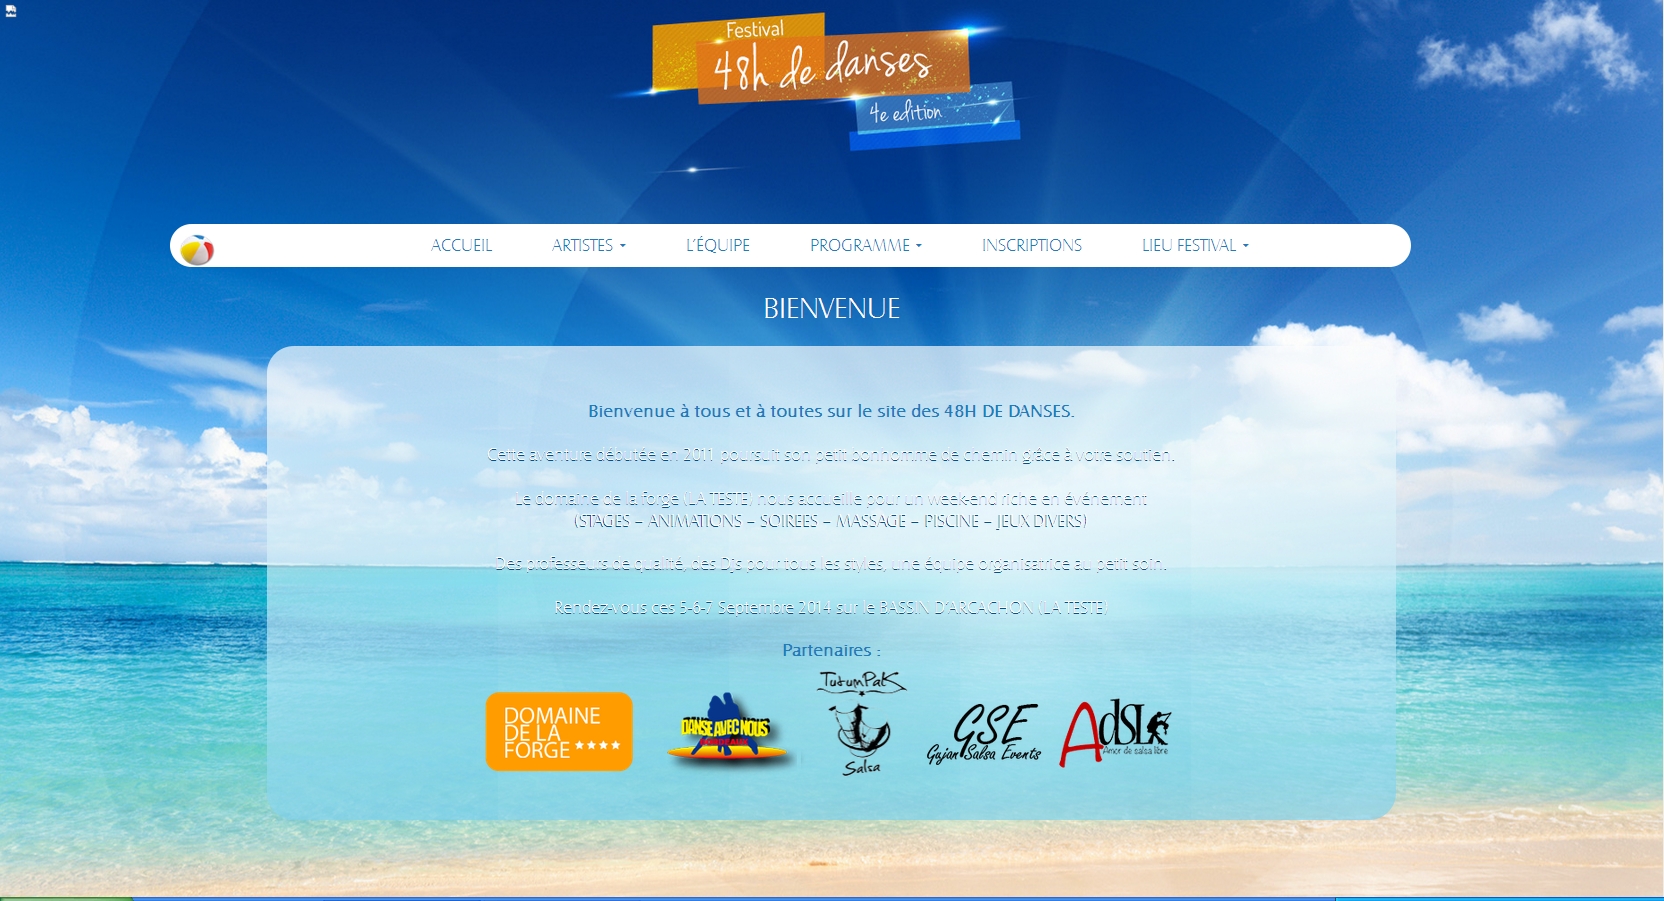 Festival
48h de danses
4e edition
ACCUEIL
ARTISTES
L'ÉQUIPE
PROGRAMME
INSCRIPTIONS
LIEU FESTIVAL
BIENVENUE
Bienvenue à tous et à toutes sur le site des 48H DE DANSES.
Cette aventure débutée en 2011 poursuit son petit bonhomme de chemin grâce à votre soutien.
Le domaine de la forge (LA TESTE) nous accueille pour un week-end riche en événement
(STAGES – ANIMATIONS – SOIREES – MASSAGE – PISCINE – JEUX DIVERS)
Des professeurs de qualité, des Djs pour tous les styles, une équipe organisatrice au petit soin.
Rendez-vous ces 5-6-7 Septembre 2014 sur le BASSIN D'ARCACHON (LA TESTE)
Partenaires :
DOMAINE
DE LA
FORGE ★★★★
DANSE AVEC NOUS
BORDEAUX
TutumPak
Salsa
GSE
Gujan Salsa Events
AdSL
Amor de salsa libre